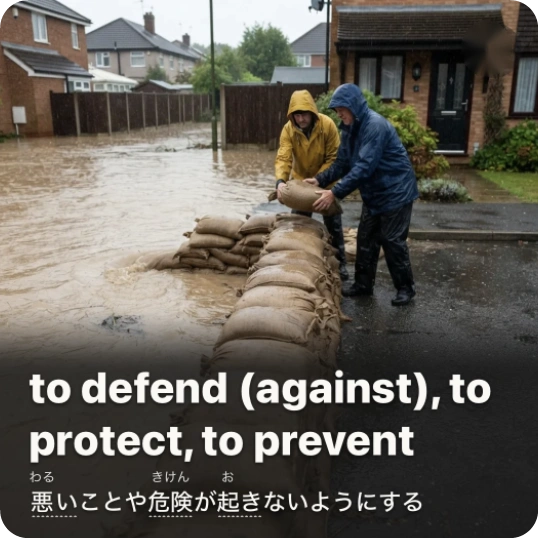 to defend (against), to
protect, to prevent
わる きけん お
悪いことや危険が起きないようにする